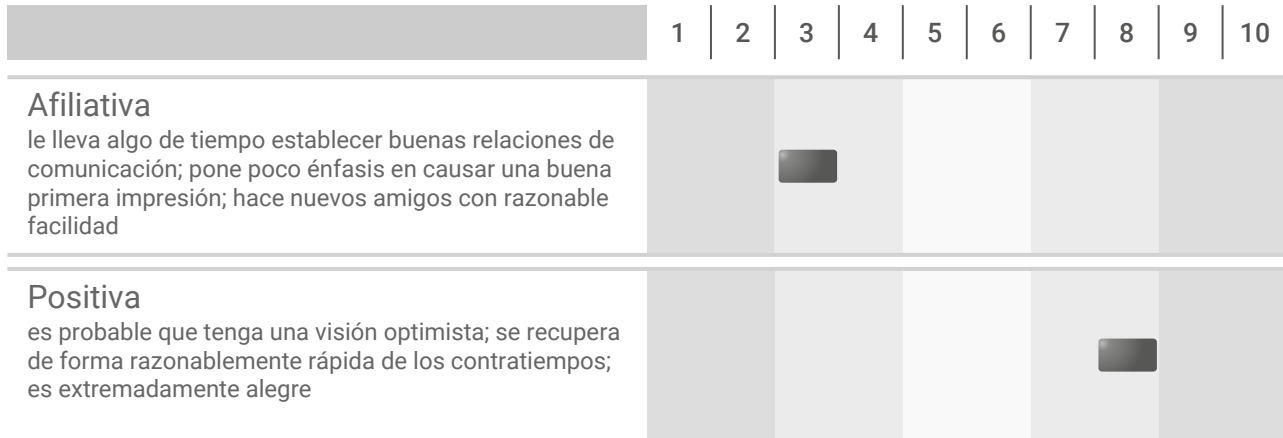 1 2 3 4 5 6 7 8 9 10
Afiliativa
le lleva algo de tiempo establecer buenas relaciones de
comunicación; pone poco énfasis en causar una buena
primera impresión; hace nuevos amigos con razonable
facilidad
Positiva
es probable que tenga una visión optimista; se recupera
de forma razonablemente rápida de los contratiempos;
es extremadamente alegre